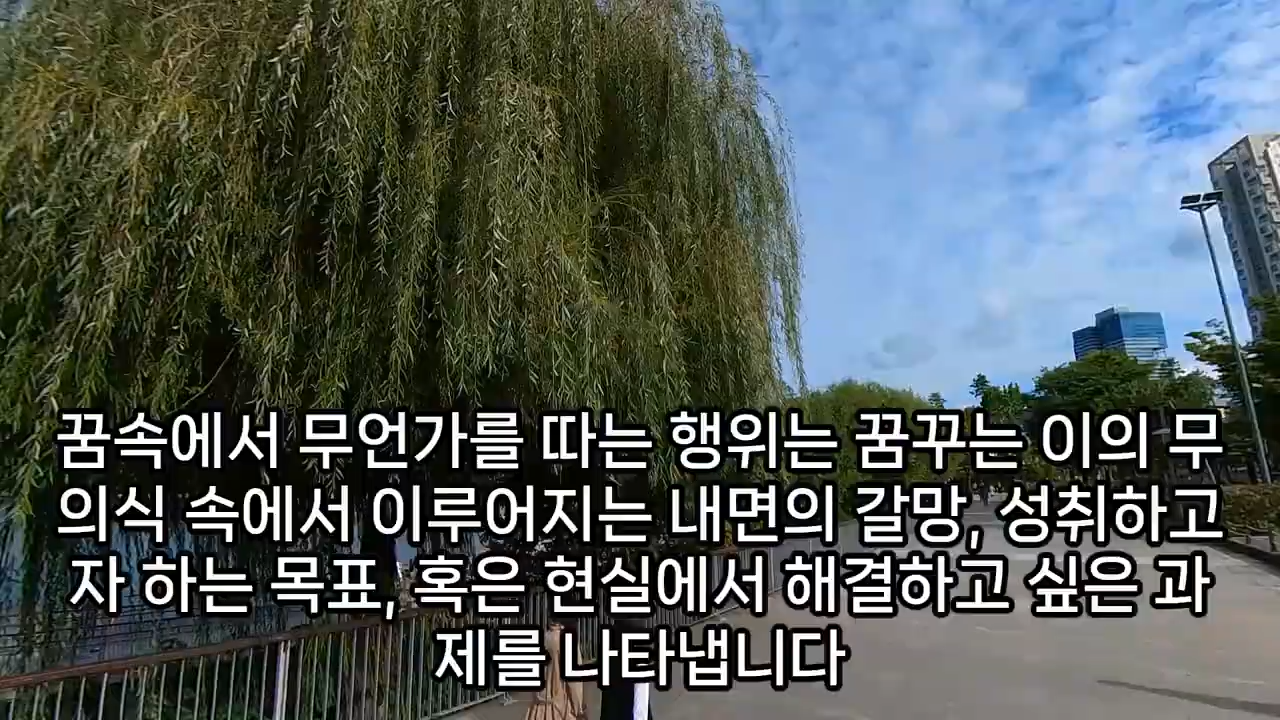 꿈속에서 무언가를 따는 행위는 꿈꾸는 이의 무
의식 속에서 이루어지는 내면의 갈망, 성취하고
자 하는 목표, 혹은 현실에서 해결하고 싶은 과
제를 나타냅니다